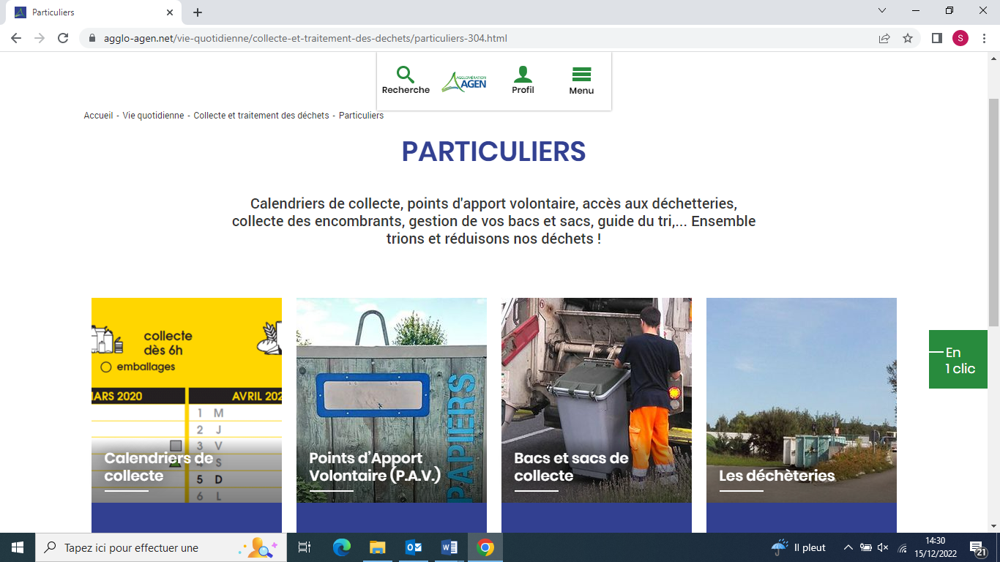 Particuliers
agglo-agen.net/vie-quotidienne/collecte-et-traitement-des-dechets/particuliers-304.html
S
Recherche
AGGLOMÉRATION
AGEN
Profil
Menu
Accueil - Vie quotidienne - Collecte et traitement des déchets - Particuliers
PARTICULIERS
Calendriers de collecte, points d'apport volontaire, accès aux déchetteries,
collecte des encombrants, gestion de vos bacs et sacs, guide du tri,... Ensemble
trions et réduisons nos déchets !
collecte
dès 6h
emballages
MARS 2020
AVRIL 202
1 M
2 J
3 V
4 S
5 D
6 L
Calendriers de
collecte
PAPIERS
Points d'Apport
Volontaire (P.A.V.)
Bacs et sacs de
collecte
Les déchèteries
En
1 clic
Tapez ici pour effectuer une
Il pleut
14:30
15/12/2022
21